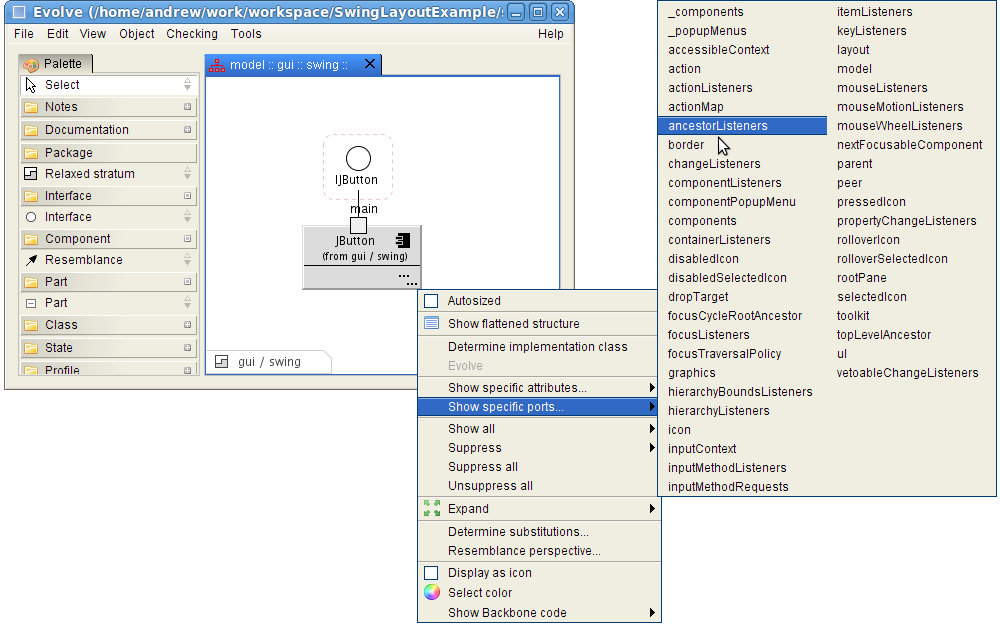 Evolve (/home/andrew/work/workspace/SwingLayoutExample/
File Edit View Object Checking Tools Help
Palette
Select
Notes
Documentation
Package
Relaxed stratum
Interface
Interface
Component
Resemblance
Part
Part
Class
State
Profile
model :: gui :: swing ::
IJButton
main
JButton
(from gui / swing)
...
...
gui / swing
Autosized
Show flattened structure
Determine implementation class
Evolve
Show specific attributes...
Show specific ports...
Show all
Suppress
Suppress all
Unsuppress all
Expand
Determine substitutions...
Resemblance perspective...
Display as icon
Select color
Show Backbone code
_components
_popupMenus
accessibleContext
action
actionListeners
actionMap
ancestorListeners
border
changeListeners
componentListeners
componentPopupMenu
components
containerListeners
disabledIcon
disabledSelectedIcon
dropTarget
focusCycleRootAncestor
focusListeners
focusTraversalPolicy
graphics
hierarchyBoundsListeners
hierarchyListeners
icon
inputContext
inputMethodListeners
inputMethodRequests
itemListeners
keyListeners
layout
model
mouseListeners
mouseMotionListeners
mouseWheelListeners
nextFocusableComponent
parent
peer
pressedIcon
propertyChangeListeners
rolloverIcon
rolloverSelectedIcon
rootPane
selectedIcon
toolkit
topLevelAncestor
ui
vetoableChangeListeners